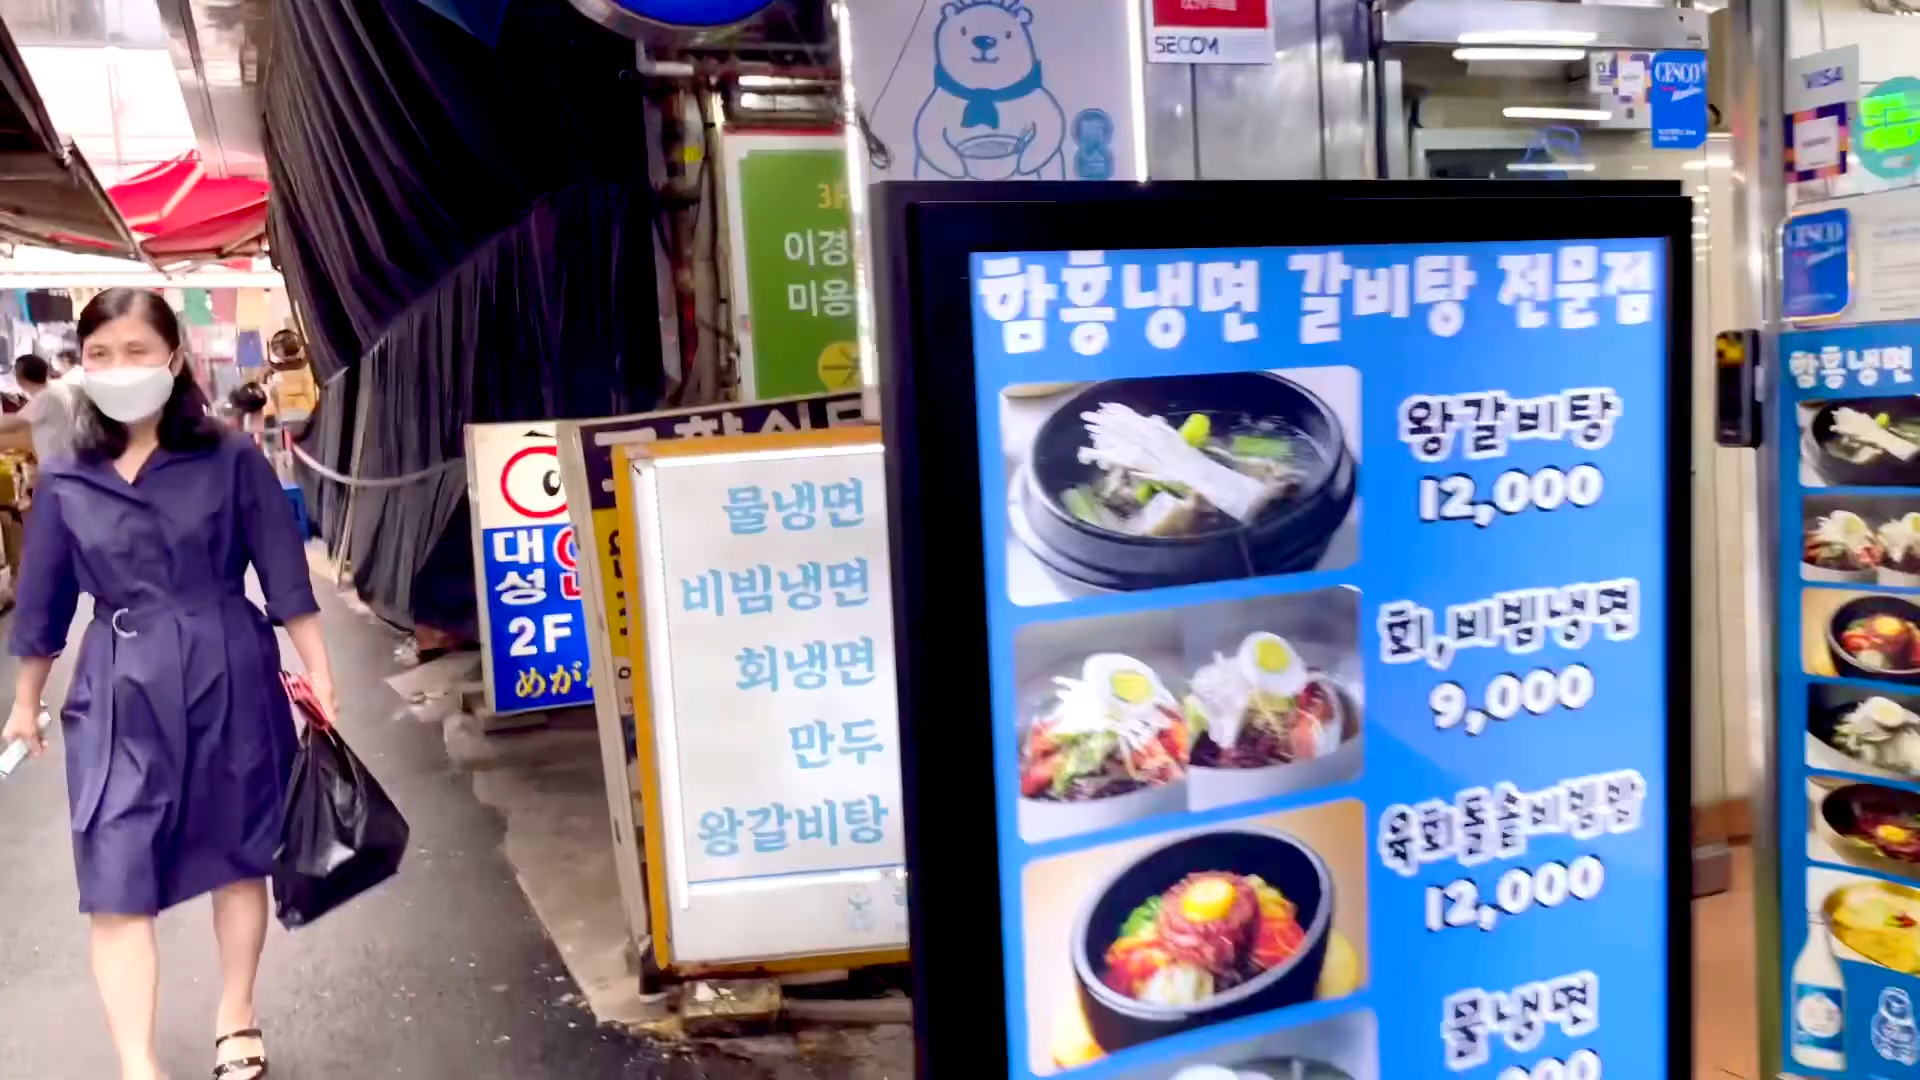 SECOM
CESCO
VISA
CESCO
이경
미용
함흥냉면 갈비탕 전문점
왕갈비탕
12,000
회,비빔냉면
9,000
육회돌솥비빔밥
12,000
물냉면
함흥냉면
물냉면
비빔냉면
회냉면
만두
왕갈비탕
대성
2F
めが